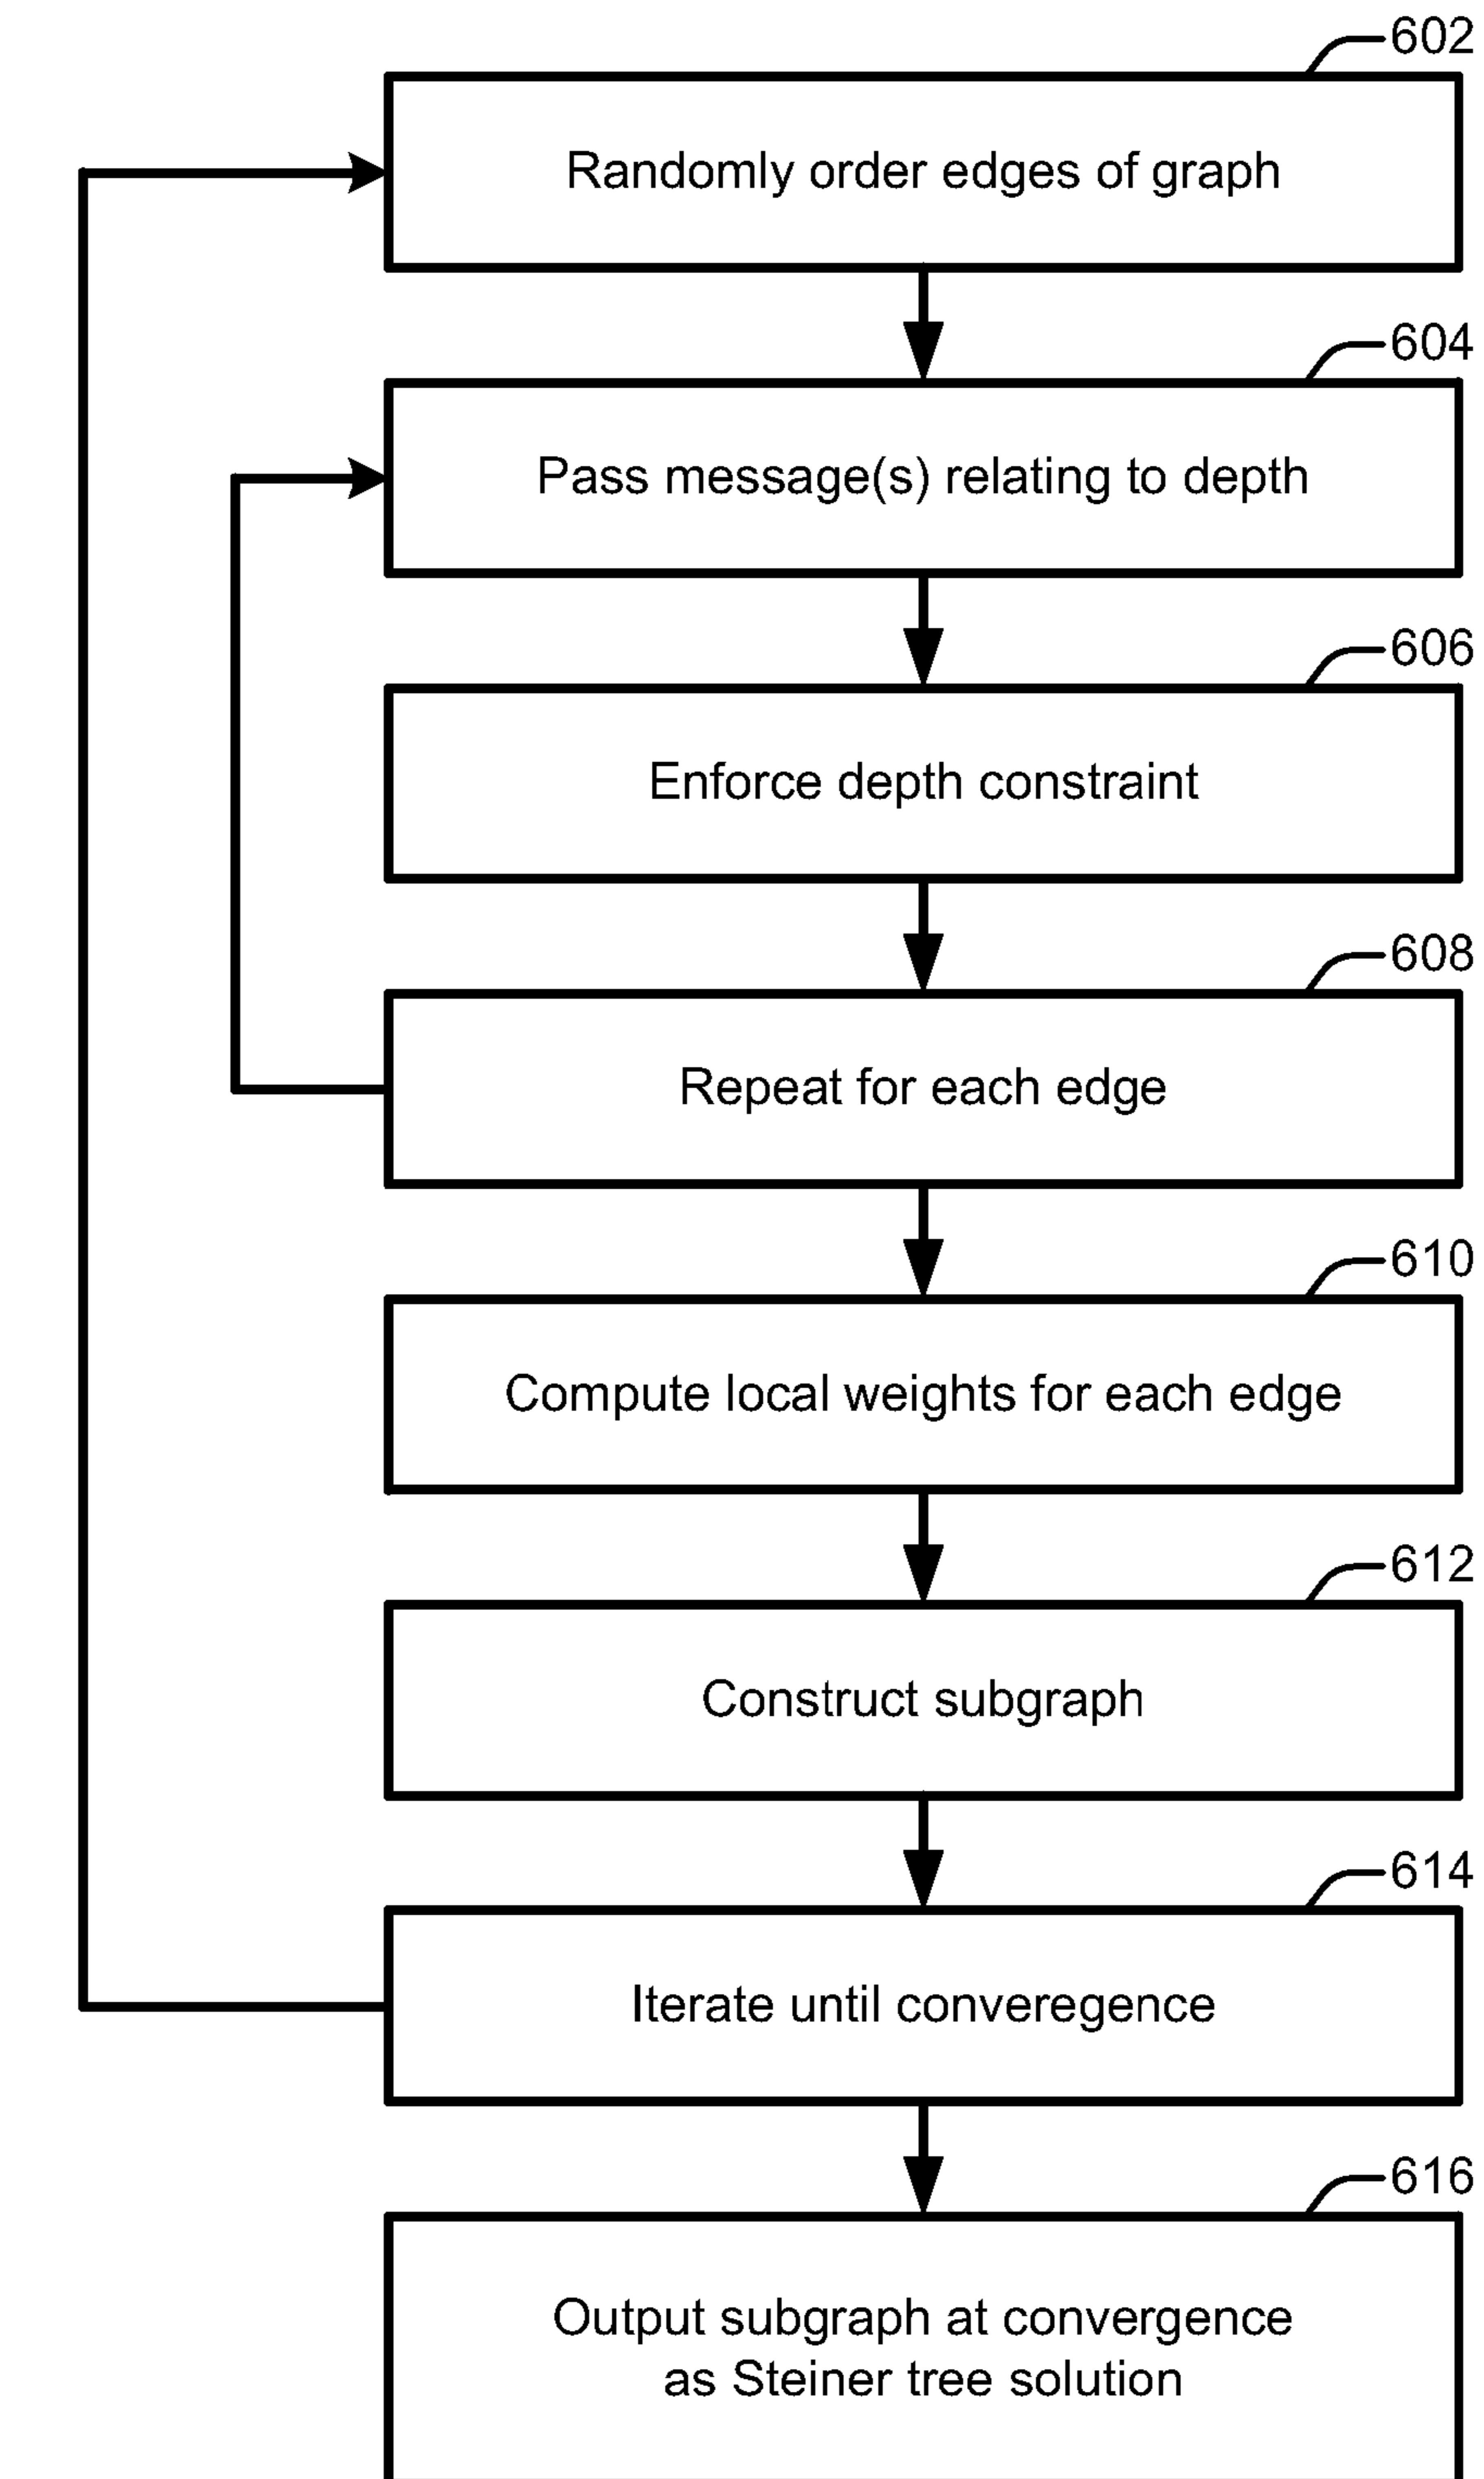 602
Randomly order edges of graph
604
Pass message(s) relating to depth
606
Enforce depth constraint
608
Repeat for each edge
610
Compute local weights for each edge
612
Construct subgraph
614
Iterate until converegence
616
Output subgraph at convergence
as Steiner tree solution